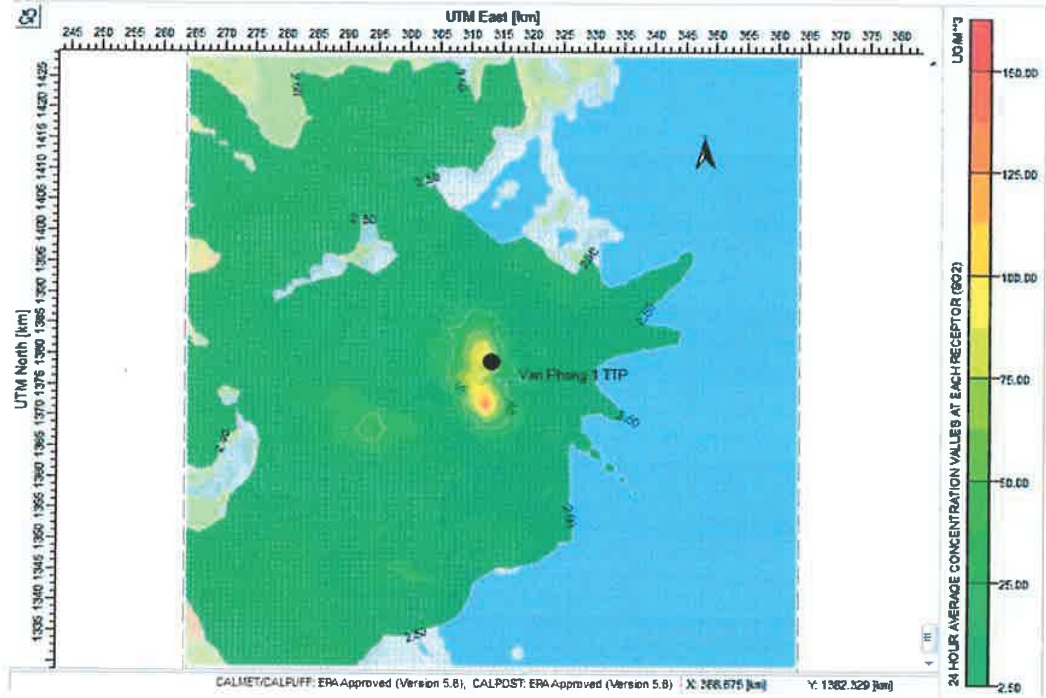 UTM East [km]
245 250 255 260 265 270 275 280 285 290 295 300 305 310 315 320 325 330 335 340 345 350 355 360 365 370 375 380
UTM North [km]
1335 1340 1345 1350 1355 1360 1365 1370 1375 1380 1385 1390 1395 1400 1405 1410 1415 1420 1425
2.50
2.50
2.50
2.50
Van Phong 1 TTP
24 HOUR AVERAGE CONCENTRATION VALUES AT EACH RECEPTOR (SO2)
UG/M**3
150.00
125.00
100.00
75.00
50.00
25.00
2.50
CALMET/CALPUFF: EPA Approved (Version 5.8), CALPOST: EPA Approved (Version 5.8)
X: 388.675 [km]
Y: 1382.329 [km]